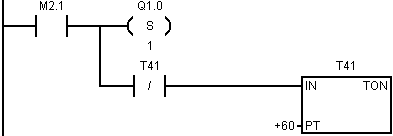 M2.1 Q1.0
S
1
T41 T41
/
IN TON
+60 PT